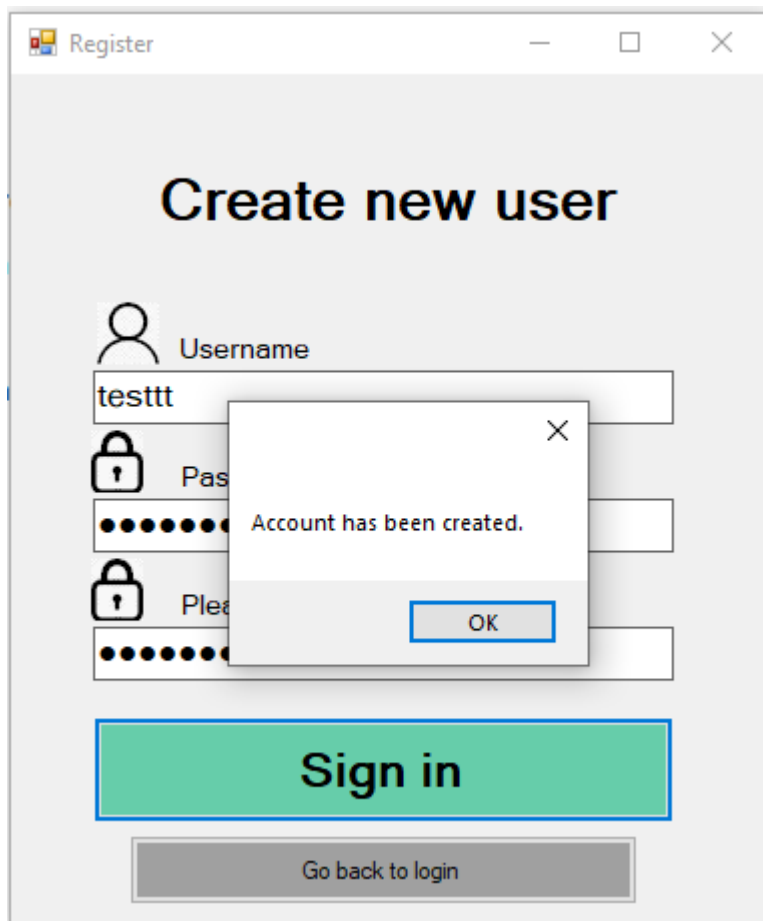 Register
Create new user
Username
testtt
Account has been created.
OK
Sign in
Go back to login